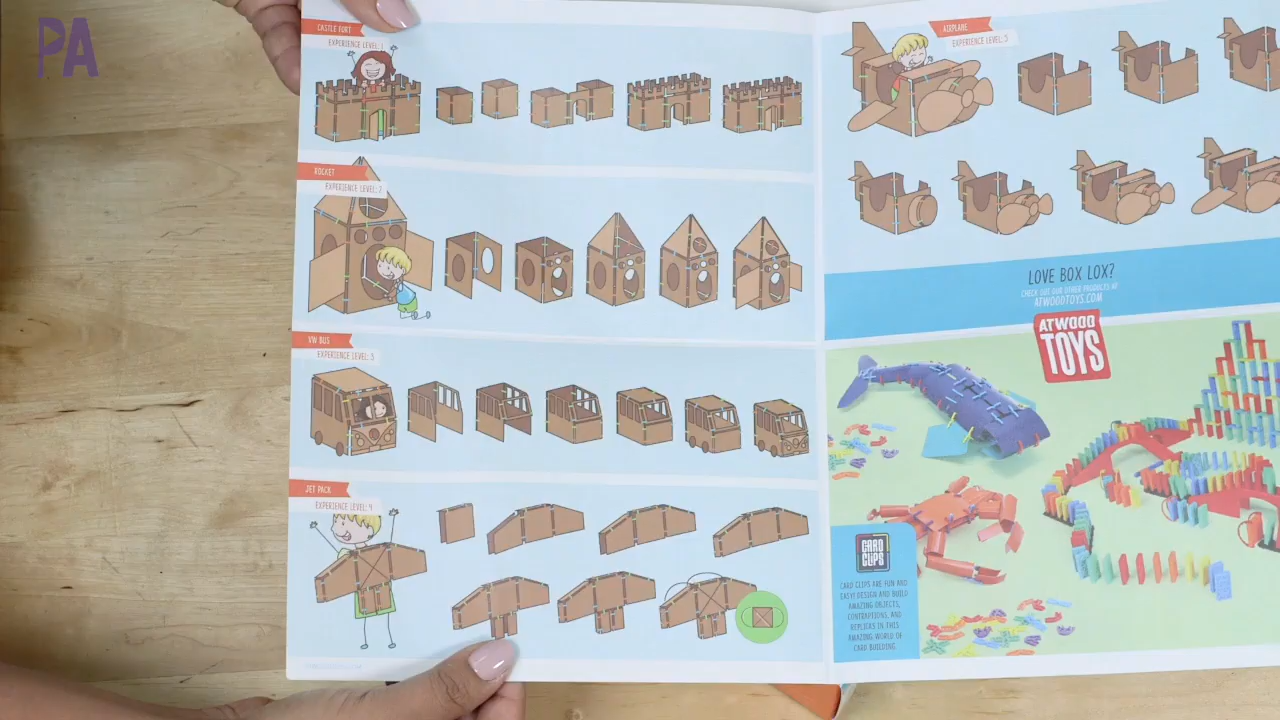 PA
CASTLE FORT
EXPERIENCE LEVEL: 1
ROCKET
EXPERIENCE LEVEL: 2
VW BUS
EXPERIENCE LEVEL: 3
JET PACK
EXPERIENCE LEVEL: 4
AIRPLANE
EXPERIENCE LEVEL: 5
LOVE BOX LOX?
CHECK OUT OUR OTHER PRODUCTS AT
ATWOODTOYS.COM
ATWOOD
TOYS
CARD
CLIPS
CARD CLIPS ARE FUN AND
EASY! DESIGN AND BUILD
AMAZING OBJECTS,
CONTRAPTIONS, AND
REPLICAS IN THIS
AMAZING WORLD OF
CARD BUILDING.